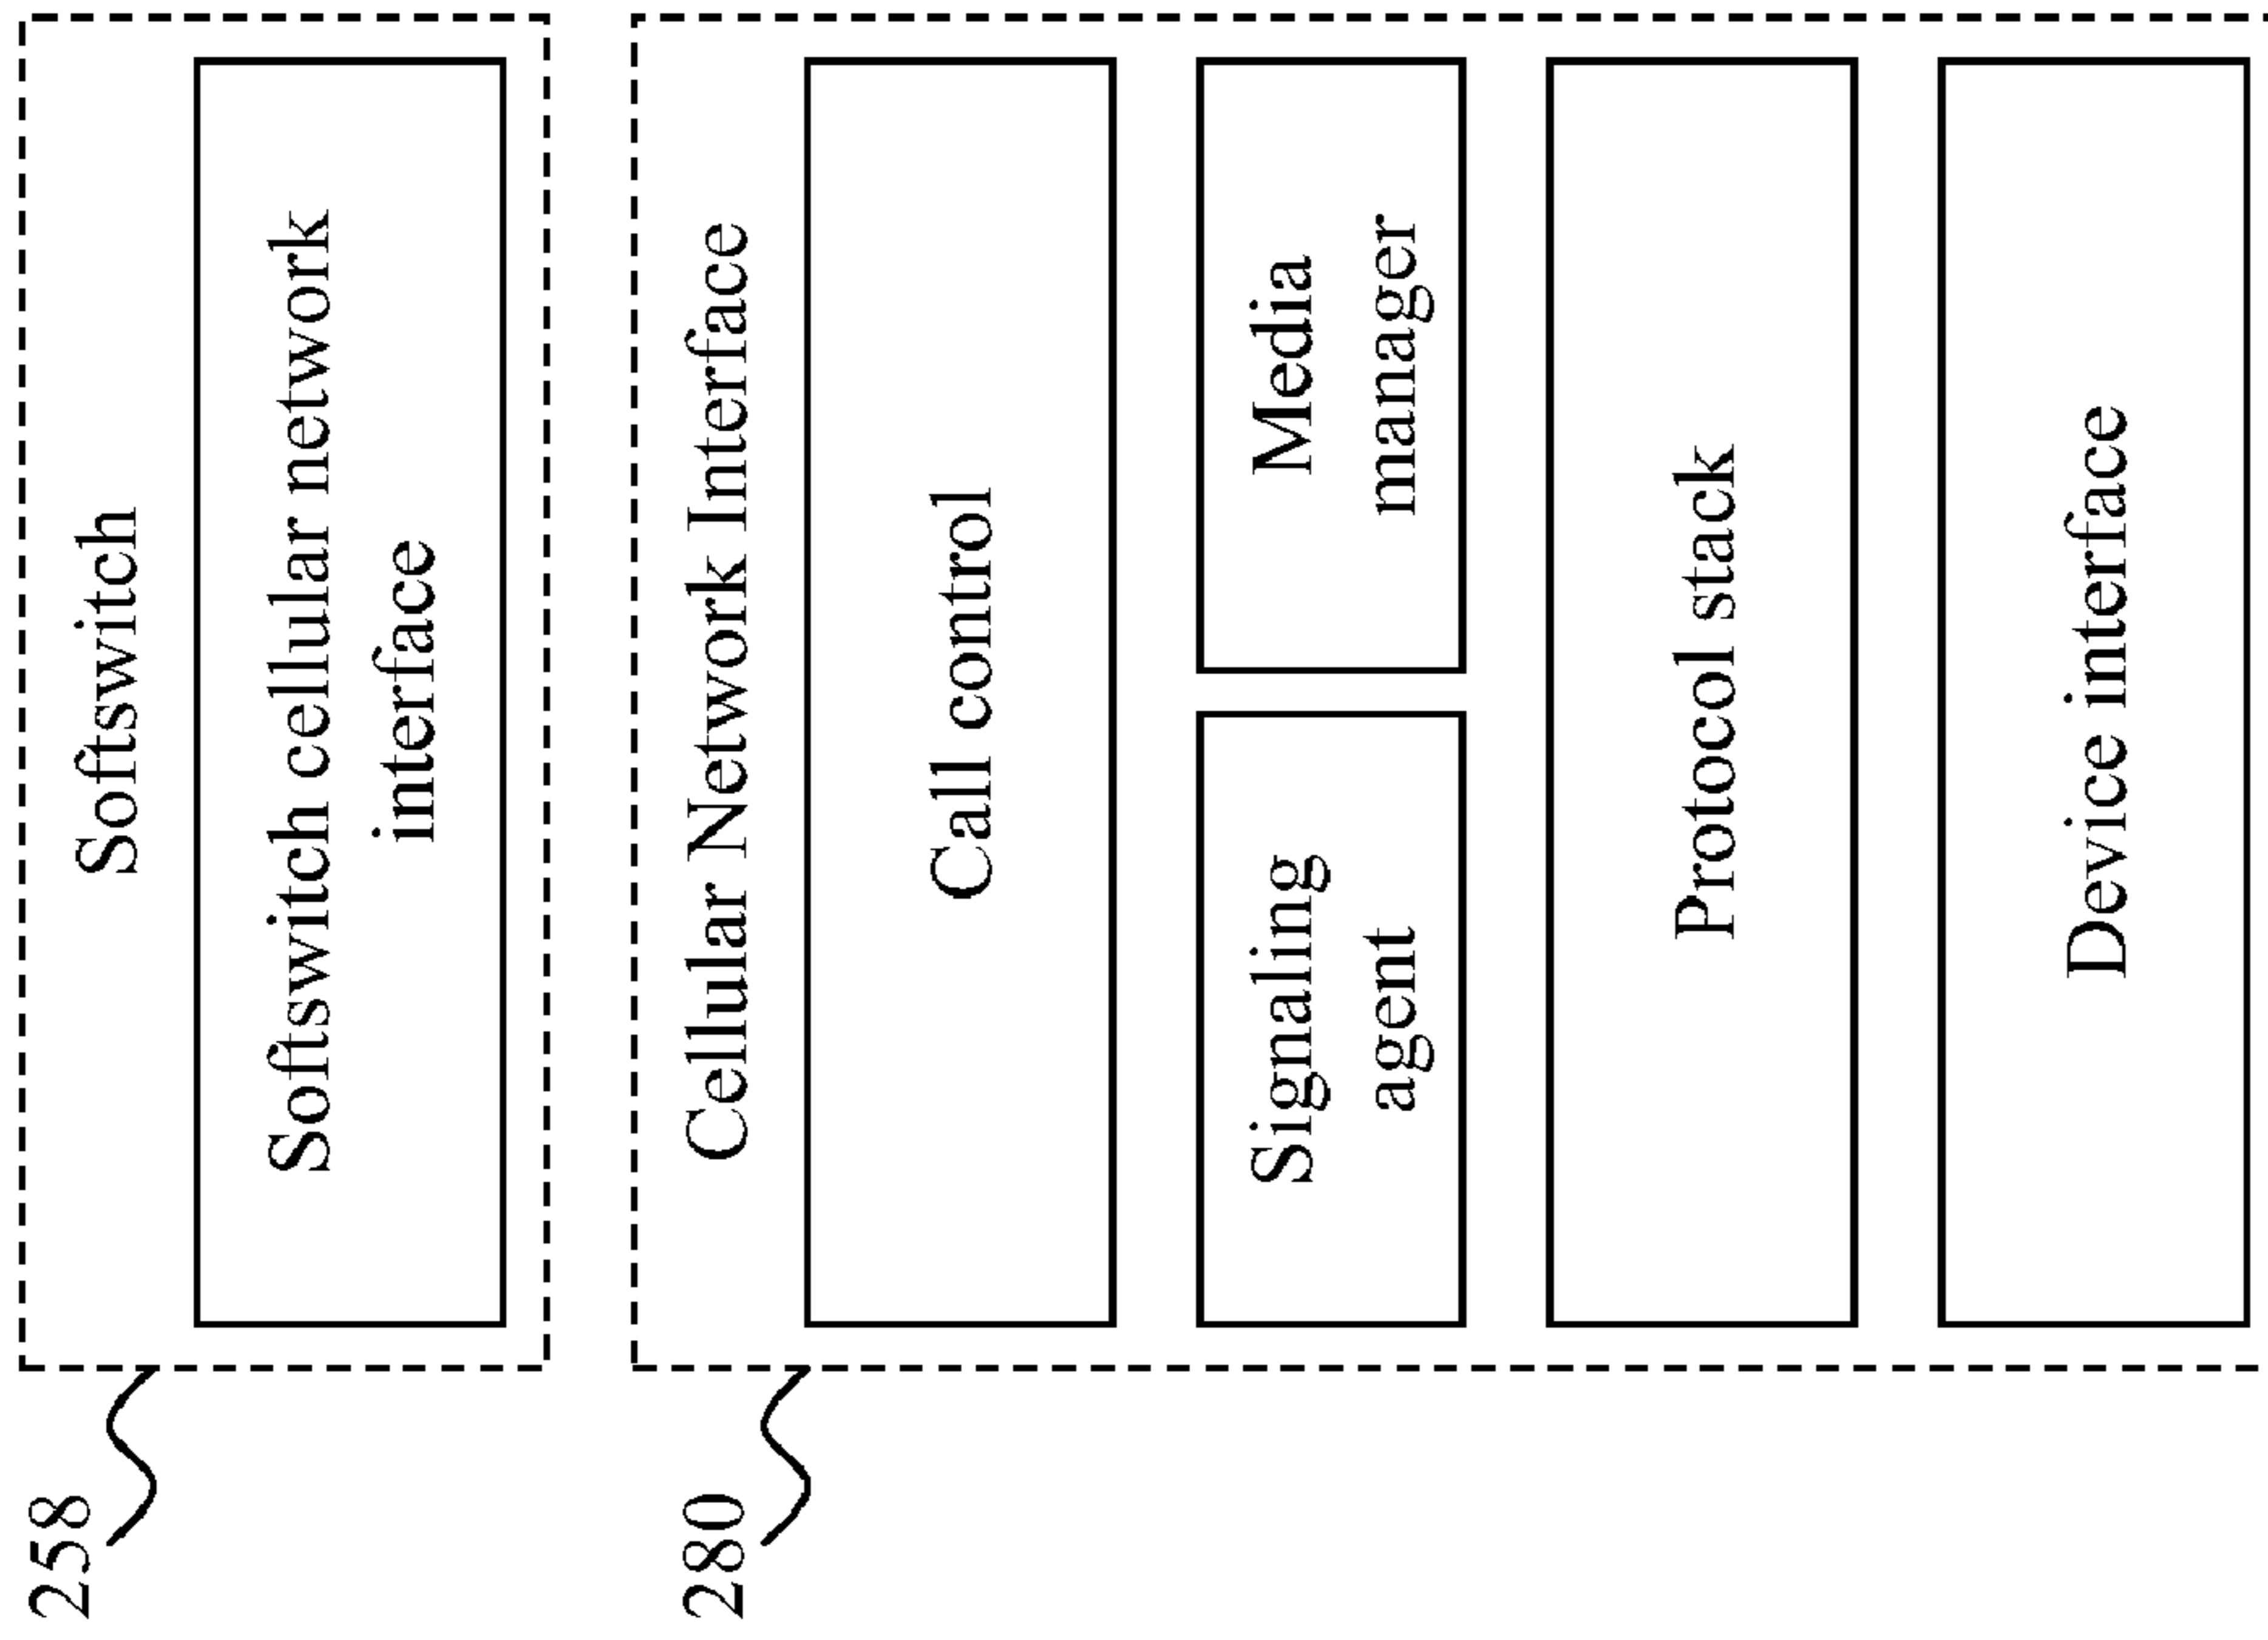 258
Softswitch
Softswitch cellular network
interface
280
Cellular Network Interface
Call control
Signaling
agent
Media
manager
Protocol stack
Device interface